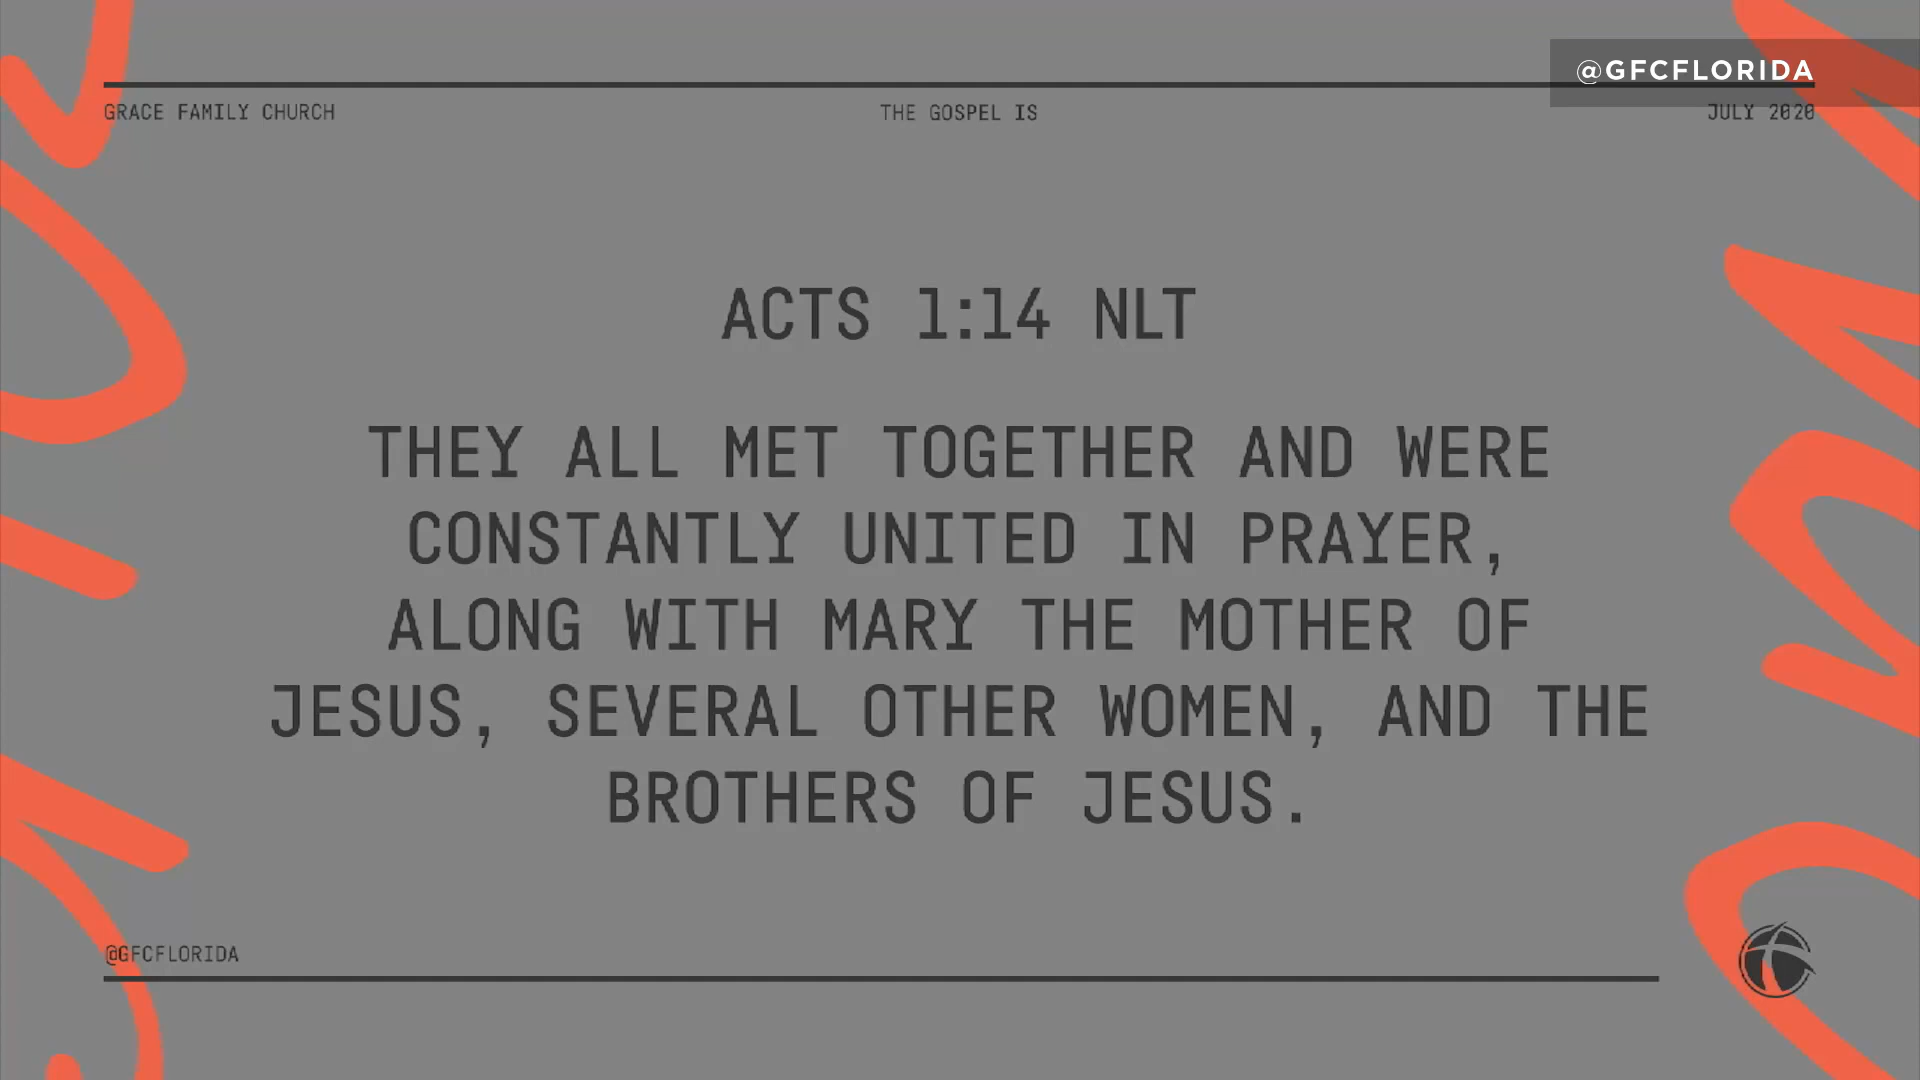 @GFCFLORIDA
GRACE FAMILY CHURCH
THE GOSPEL IS
JULY 2020
ACTS 1:14 NLT
THEY ALL MET TOGETHER AND WERE
CONSTANTLY UNITED IN PRAYER,
ALONG WITH MARY THE MOTHER OF
JESUS, SEVERAL OTHER WOMEN, AND THE
BROTHERS OF JESUS.
@GFCFLORIDA